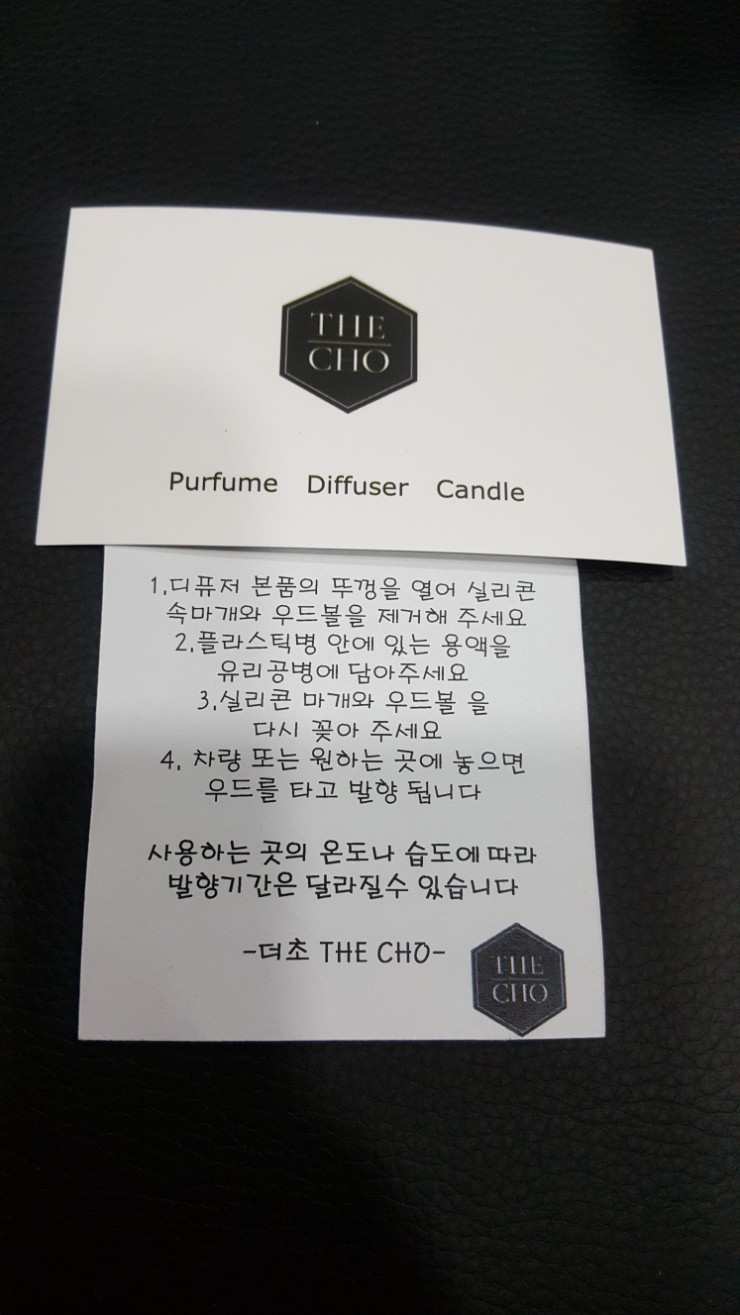 THE
CHO
Purfume Diffuser Candle
1.디퓨저 본품의 뚜껑을 열어 실리콘
속마개와 우드볼을 제거해 주세요
2.플라스틱병 안에 있는 용액을
유리공병에 담아주세요
3.실리콘 마개와 우드볼 을
다시 꽂아 주세요
4. 차량 또는 원하는 곳에 놓으면
우드를 타고 발향 됩니다
사용하는 곳의 온도나 습도에 따라
발향기간은 달라질수 있습니다
-더초 THE CHO-
THE
CHO